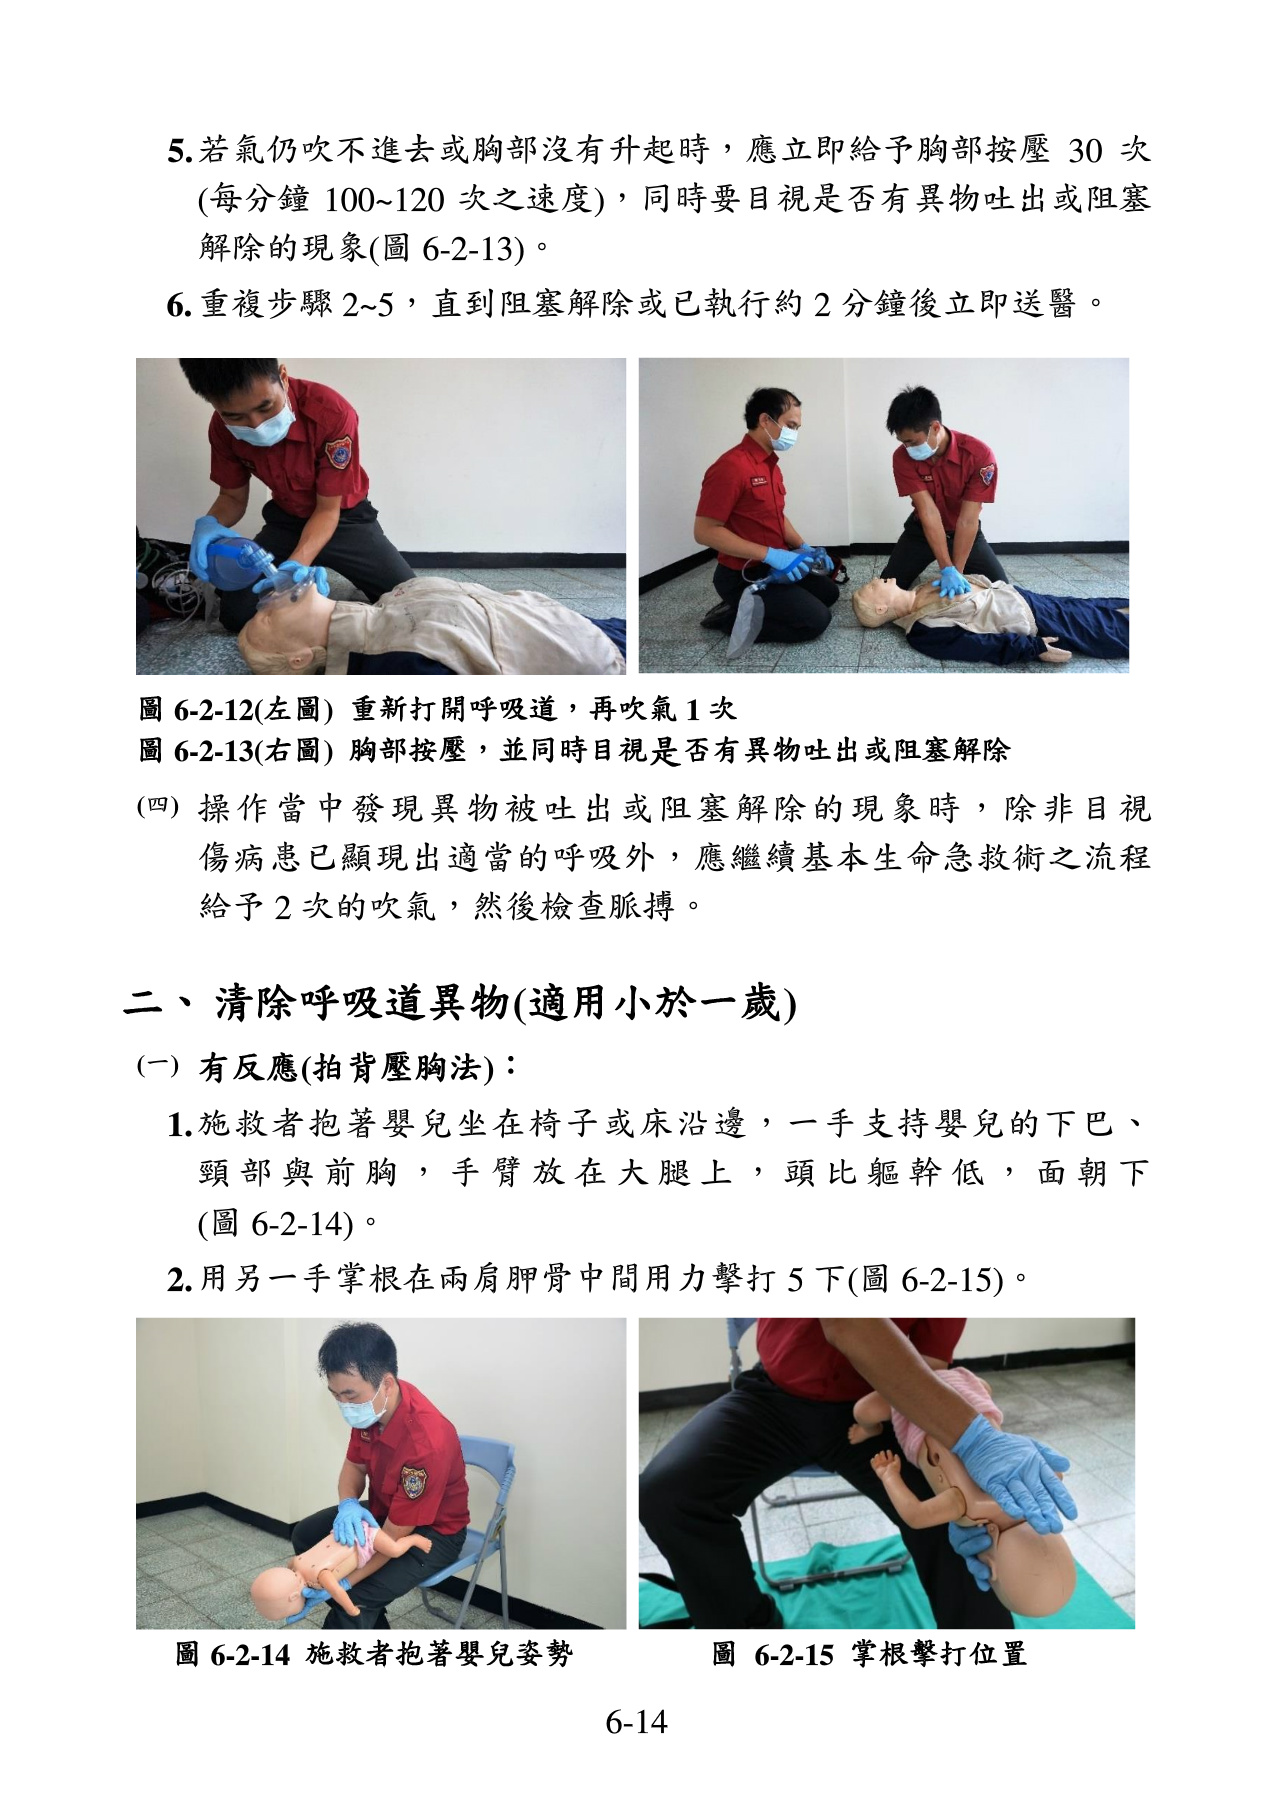 5.若氣仍吹不進去或胸部沒有升起時，應立即給予胸部按壓 30 次
(每分鐘 100~120 次之速度)，同時要目視是否有異物吐出或阻塞
解除的現象(圖 6-2-13)。
6.重複步驟 2~5，直到阻塞解除或已執行約 2 分鐘後立即送醫。
圖 6-2-12(左圖) 重新打開呼吸道，再吹氣 1 次
圖 6-2-13(右圖) 胸部按壓，並同時目視是否有異物吐出或阻塞解除
(四) 操作當中發現異物被吐出或阻塞解除的現象時，除非目視
傷病患已顯現出適當的呼吸外，應繼續基本生命急救術之流程
給予 2 次的吹氣，然後檢查脈搏。
二、 清除呼吸道異物(適用小於一歲)
(一) 有反應(拍背壓胸法)：
1.施救者抱著嬰兒坐在椅子或床沿邊，一手支持嬰兒的下巴、
頸部與前胸，手臂放在大腿上，頭比軀幹低，面朝下
(圖 6-2-14)。
2.用另一手掌根在兩肩胛骨中間用力擊打 5 下(圖 6-2-15)。
圖 6-2-14 施救者抱著嬰兒姿勢
圖 6-2-15 掌根擊打位置
6-14